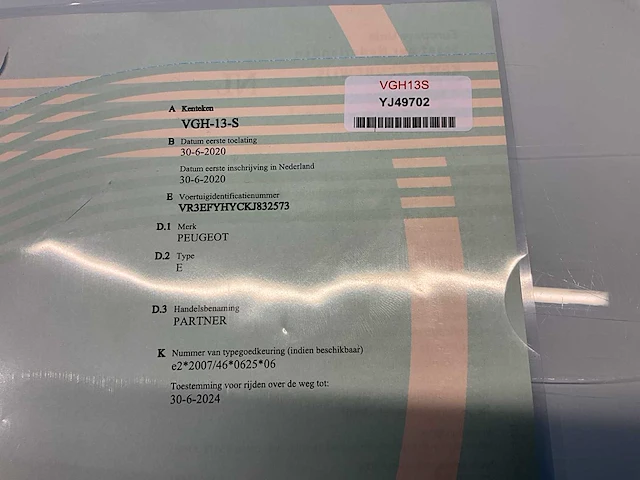 VGH13S
YJ49702
A Kenteken
VGH-13-S
B Datum eerste toelating
30-6-2020
Datum eerste inschrijving in Nederland
30-6-2020
E Voertuigidentificatienummer
VR3EFYHYCKJ832573
D.1 Merk
PEUGEOT
D.2 Type
E
D.3 Handelsbenaming
PARTNER
K Nummer van typegoedkeuring (indien beschikbaar)
e2*2007/46*0625*06
Toestemming voor rijden over de weg tot:
30-6-2024